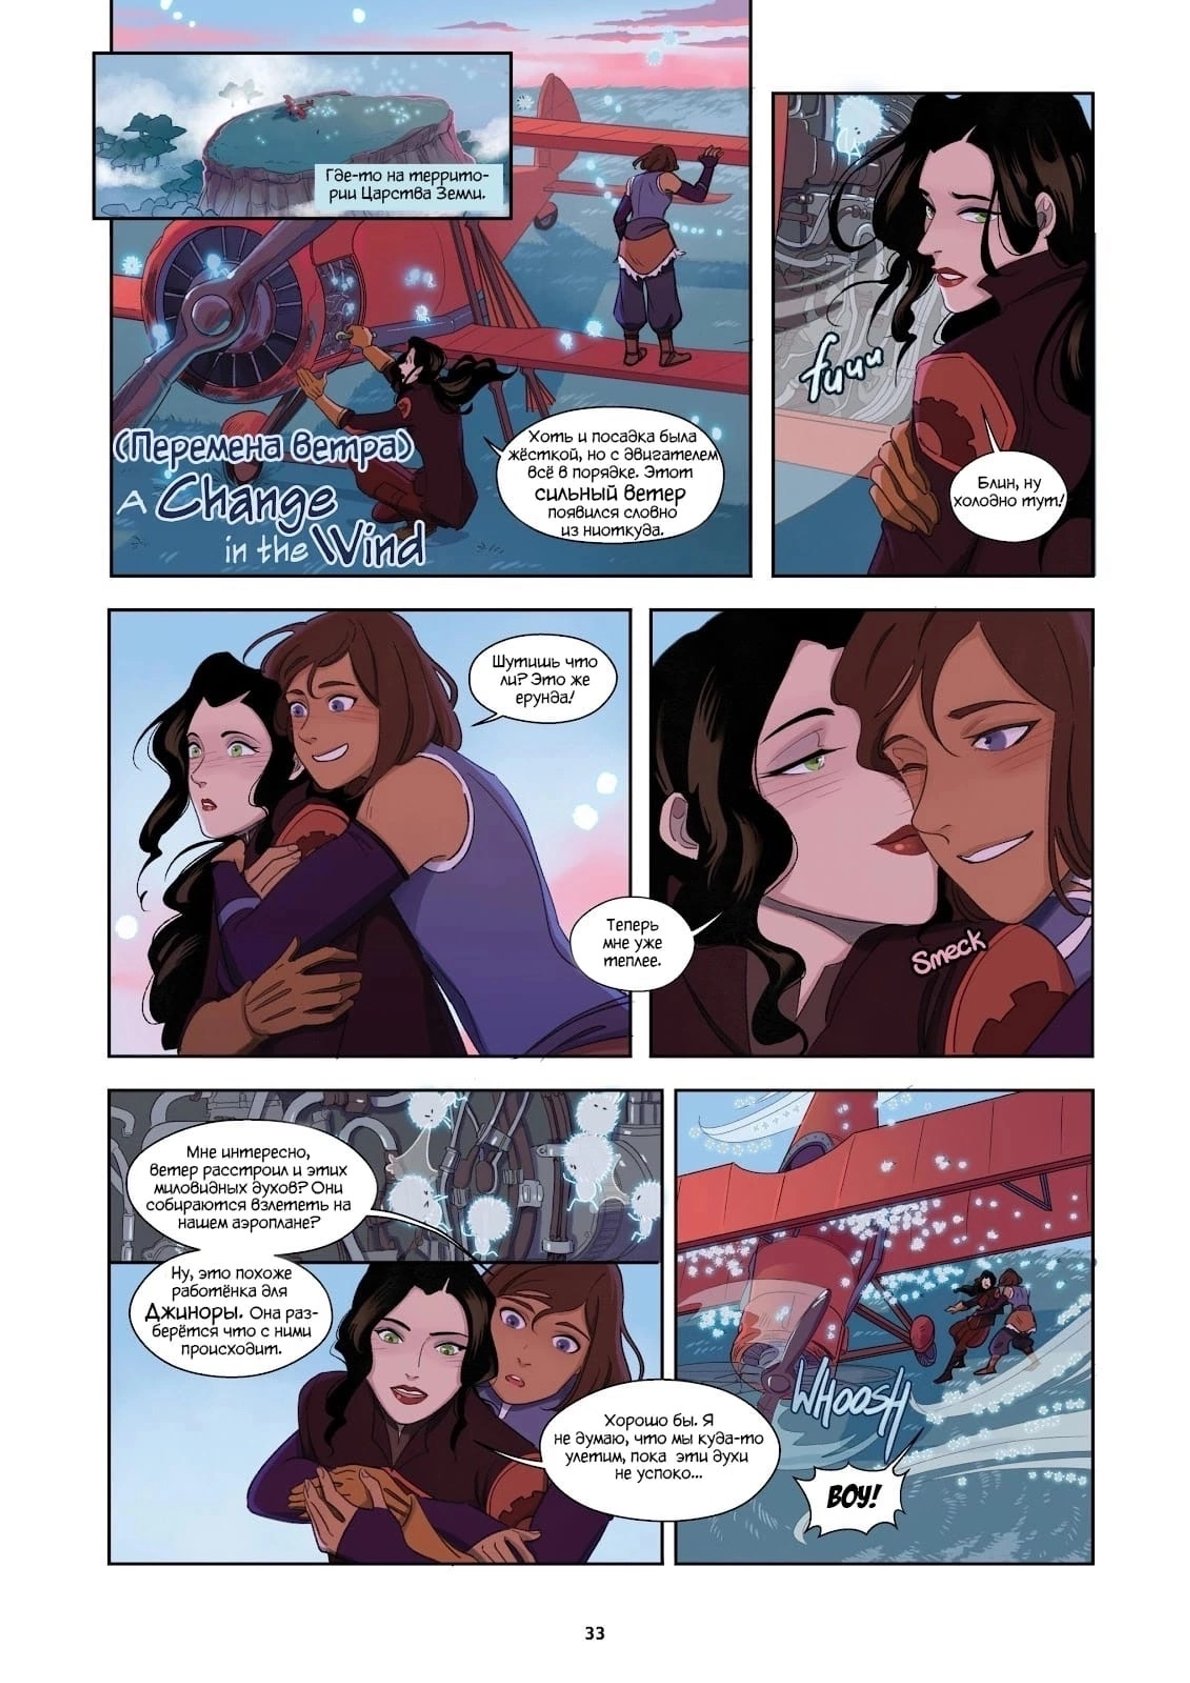 Где-то на террито-
рии Царства Земли.
(Перемена ветра)
A Change
in the Wind
Хоть и посадка была
жёсткой, но с двигателем
всё в порядке. Этот
сильный ветер
появился словно
из ниоткуда.
fuuu
Блин, ну
холодно тут!
Шутишь что
ли? Это же
ерунда!
Теперь
мне уже
теплее.
Smeck
Мне интересно,
ветер расстроил и этих
миловидных духов? Они
собираются взлететь на
нашем аэроплане?
Ну, это похоже
работёнка для
Джиноры. Она раз-
берётся что с ними
происходит.
Хорошо бы. Я
не думаю, что мы куда-то
улетим, пока эти духи
не успоко...
WHOOSH
ВОУ!
33